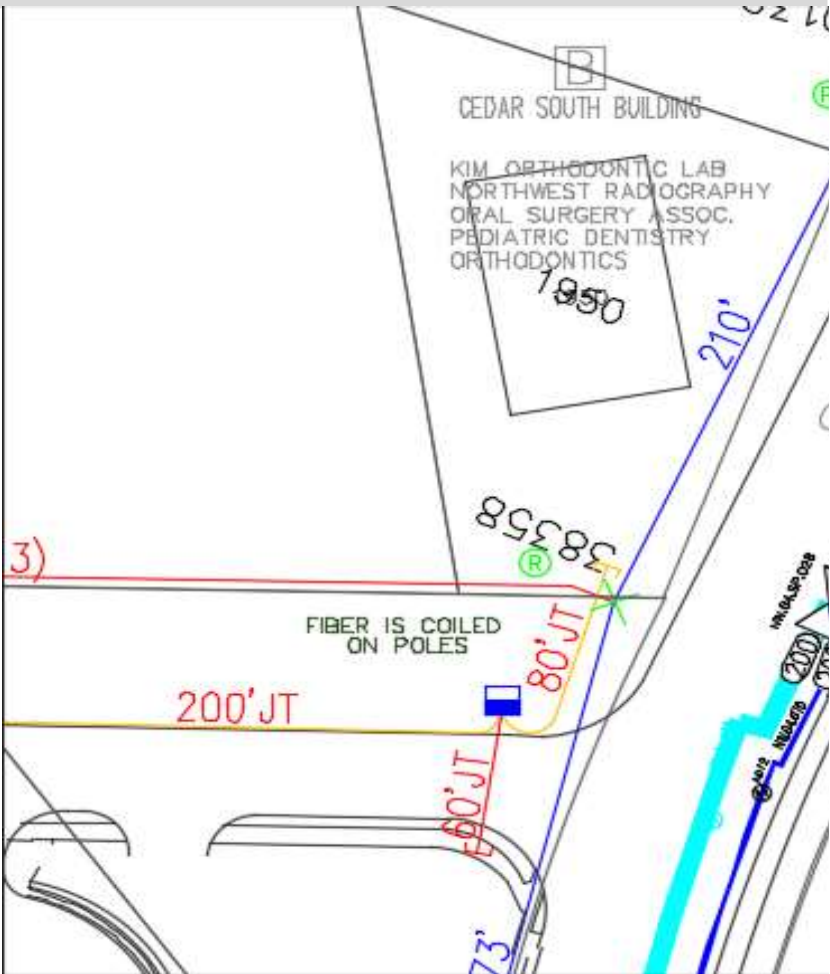 B
CEDAR SOUTH BUILDING
KIM ORTHODONTIC LAB
NORTHWEST RADIOGRAPHY
ORAL SURGERY ASSOC.
PEDIATRIC DENTISTRY
ORTHODONTICS
1950
210'
38358
R
3)
FIBER IS COILED
ON POLES
80'JT
200'JT
60'JT
200
73'